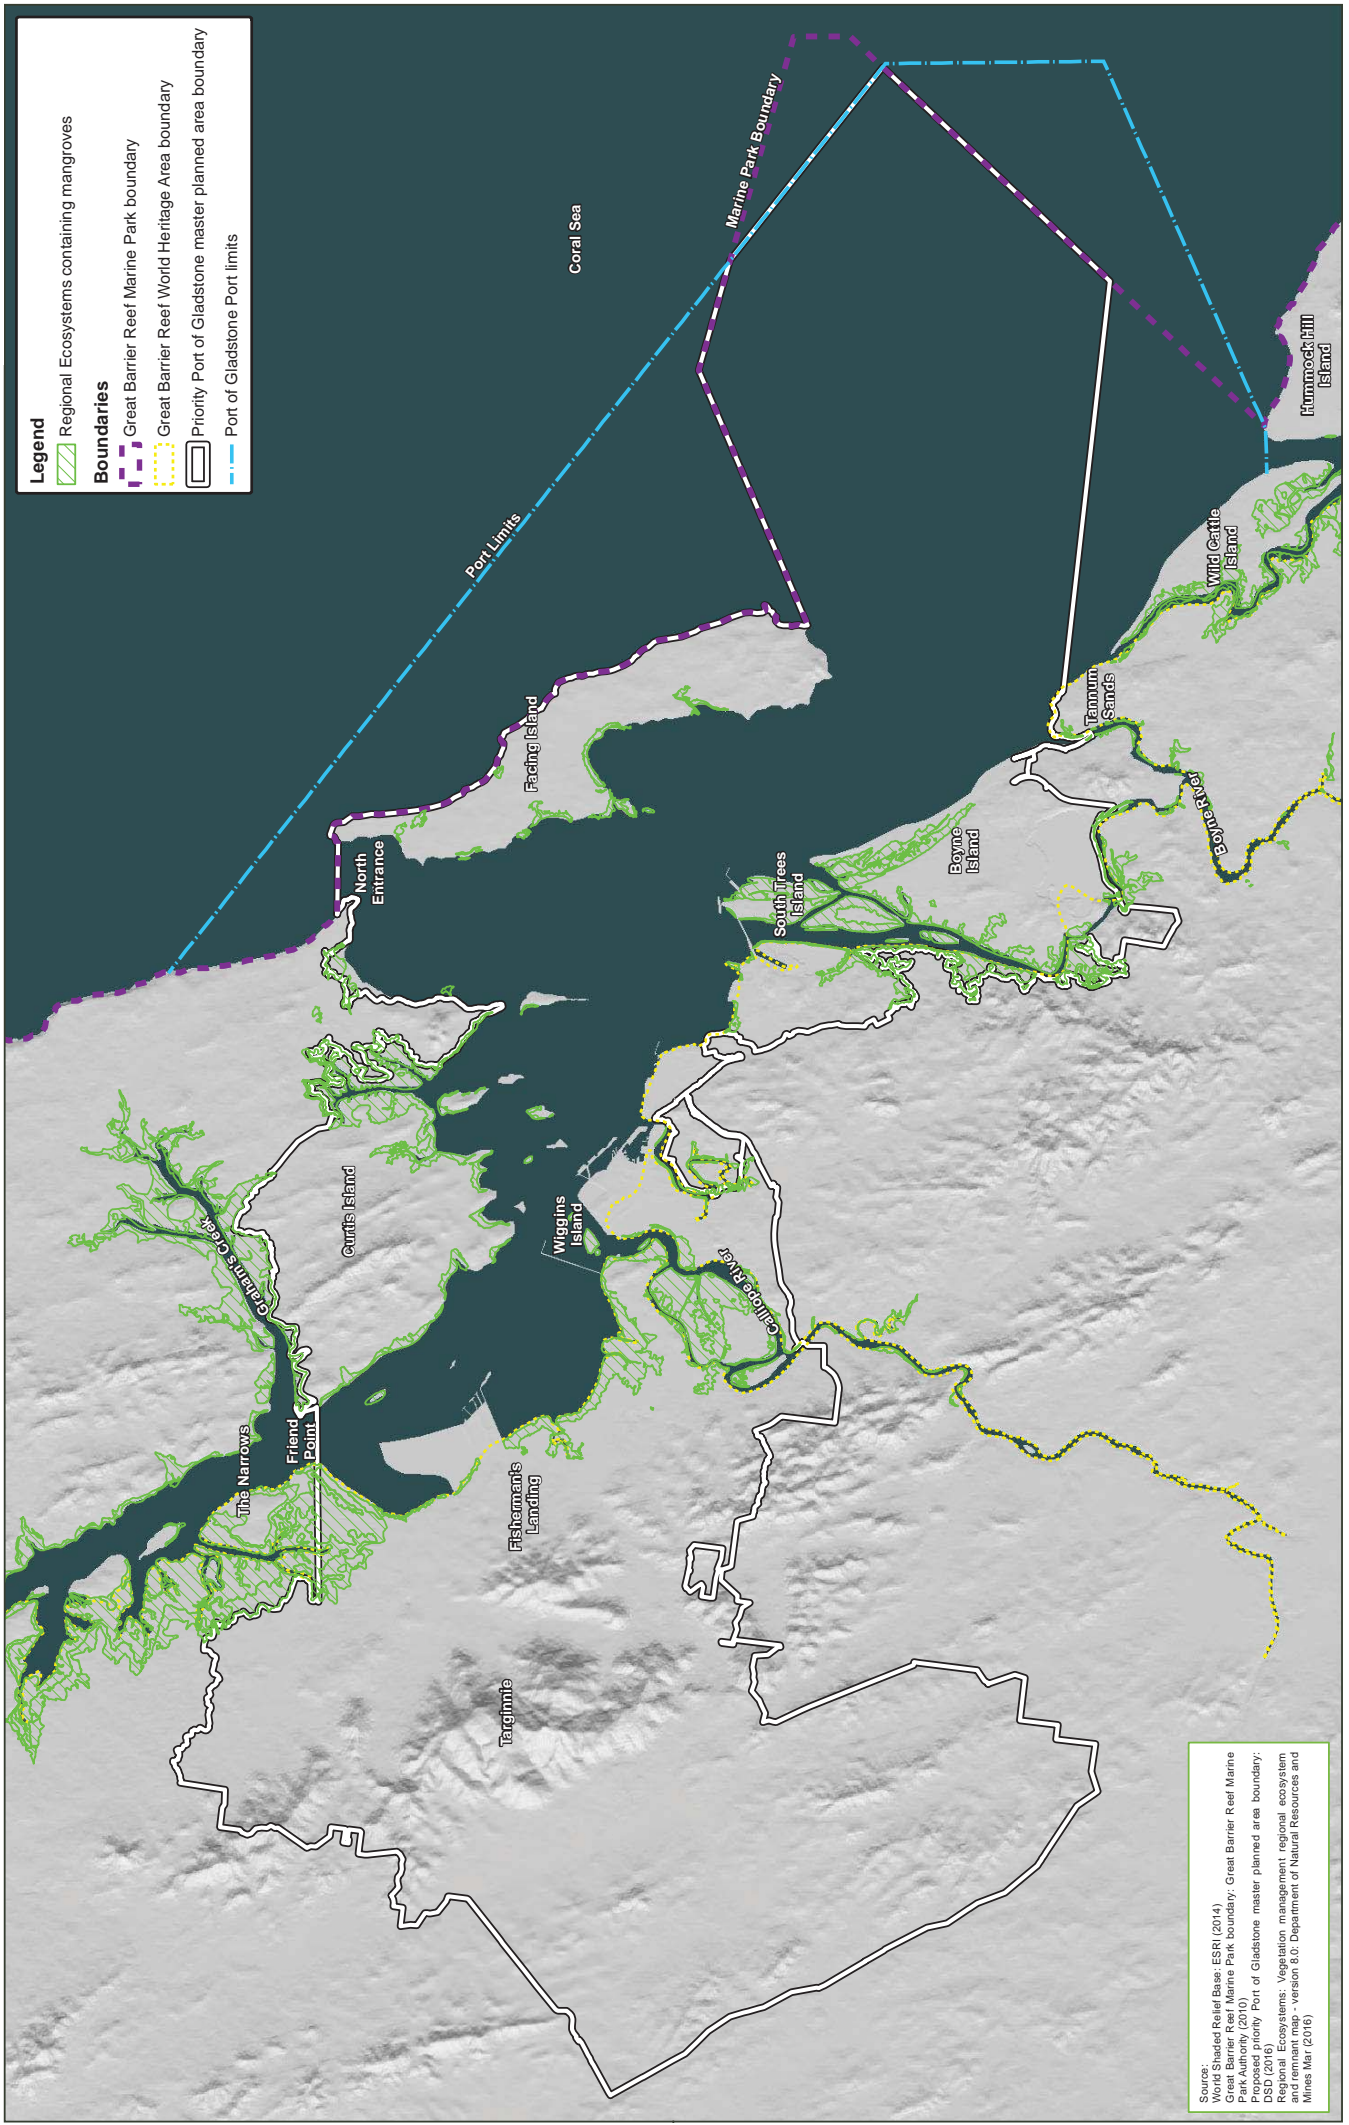 Legend
Regional Ecosystems containing mangroves
Boundaries
Great Barrier Reef Marine Park boundary
Great Barrier Reef World Heritage Area boundary
Priority Port of Gladstone master planned area boundary
Port of Gladstone Port limits
Coral Sea
Marine Park Boundary
Port Limits
Hummock Hill
Island
Wild Cattle
Island
Tannum
Sands
Boyne River
Boyne
Island
South Trees
Island
Facing Island
North
Entrance
Curtis Island
Graham's Creek
Wiggins
Island
Calliope River
The Narrows
Friend
Point
Fisherman's
Landing
Targinnie
Source:
World Shaded Relief Base: ESRI (2014)
Great Barrier Reef Marine Park boundary: Great Barrier Reef Marine
Park Authority (2010)
Proposed priority Port of Gladstone master planned area boundary:
DSD (2016)
Regional Ecosystems: Vegetation management regional ecosystem
and remnant map - version 8.0: Department of Natural Resources and
Mines Mar (2016)